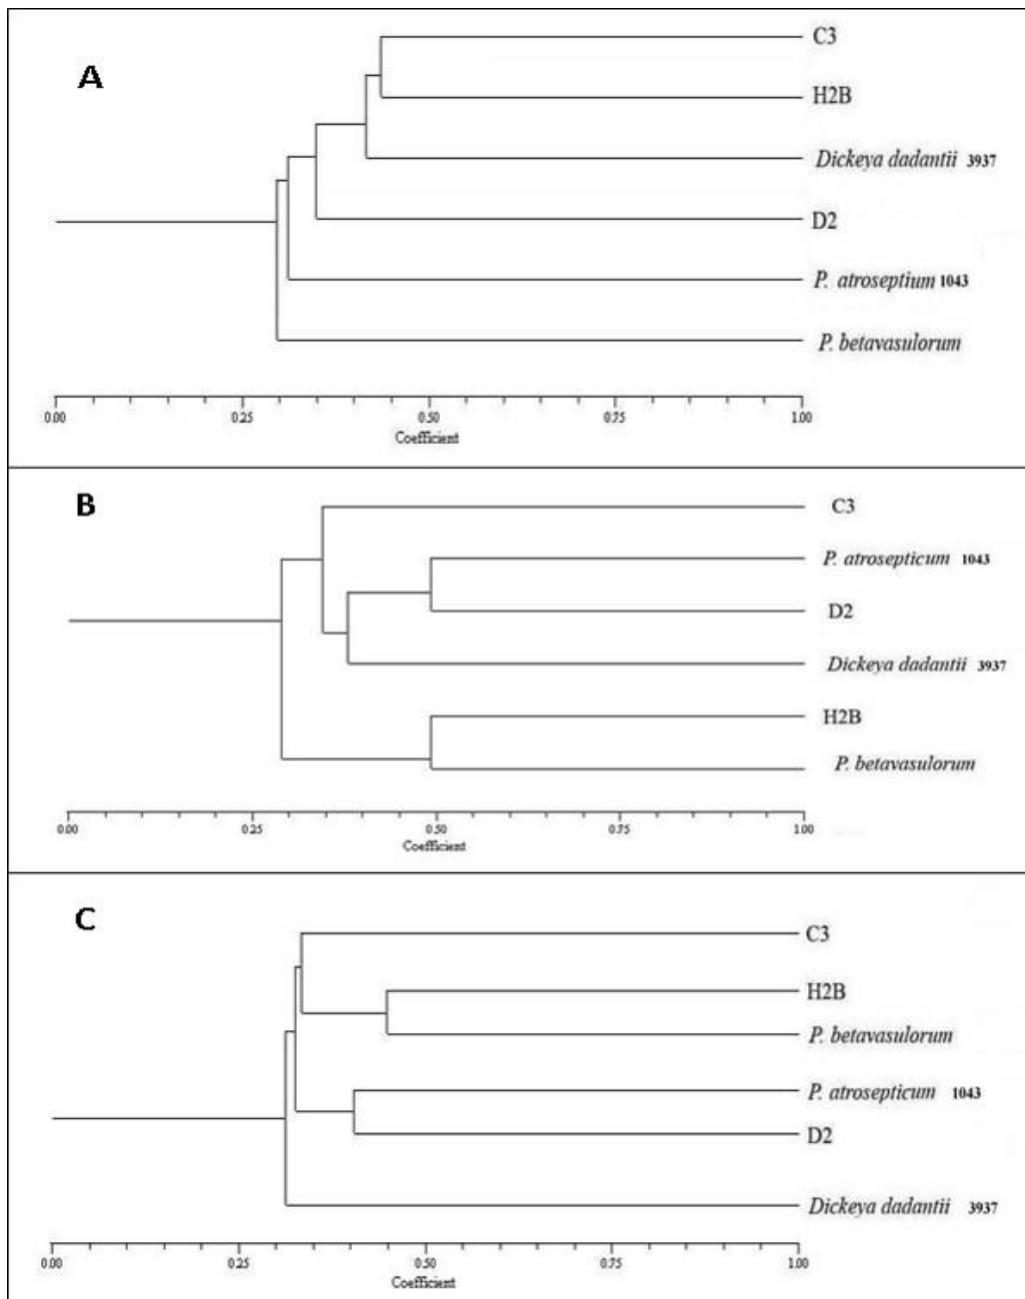 A
C3
H2B
Dickeya dadantii 3937
D2
P. atroseptium 1043
P. betavasulorum
0.00 0.25 0.50 0.75 1.00
Coefficient
B
C3
P. atrosepticum 1043
D2
Dickeya dadantii 3937
H2B
P. betavasulorum
0.00 0.25 0.50 0.75 1.00
Coefficient
C
C3
H2B
P. betavasulorum
P. atrosepticum 1043
D2
Dickeya dadantii 3937
0.00 0.25 0.50 0.75 1.00
Coefficient